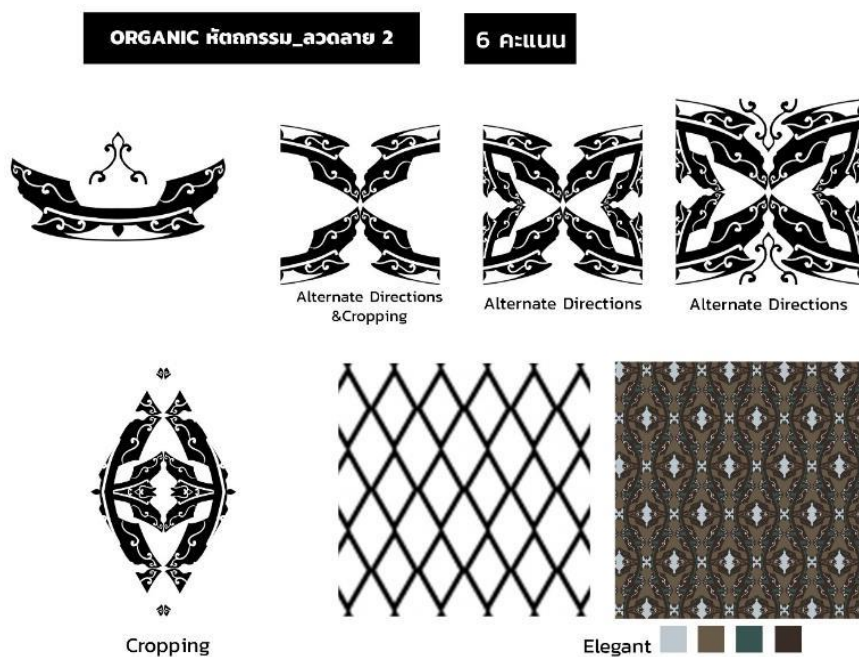 ORGANIC หัตถกรรม_ลวดลาย 2
6 คะแนน
Alternate Directions
&Cropping
Alternate Directions
Alternate Directions
Cropping
Elegant